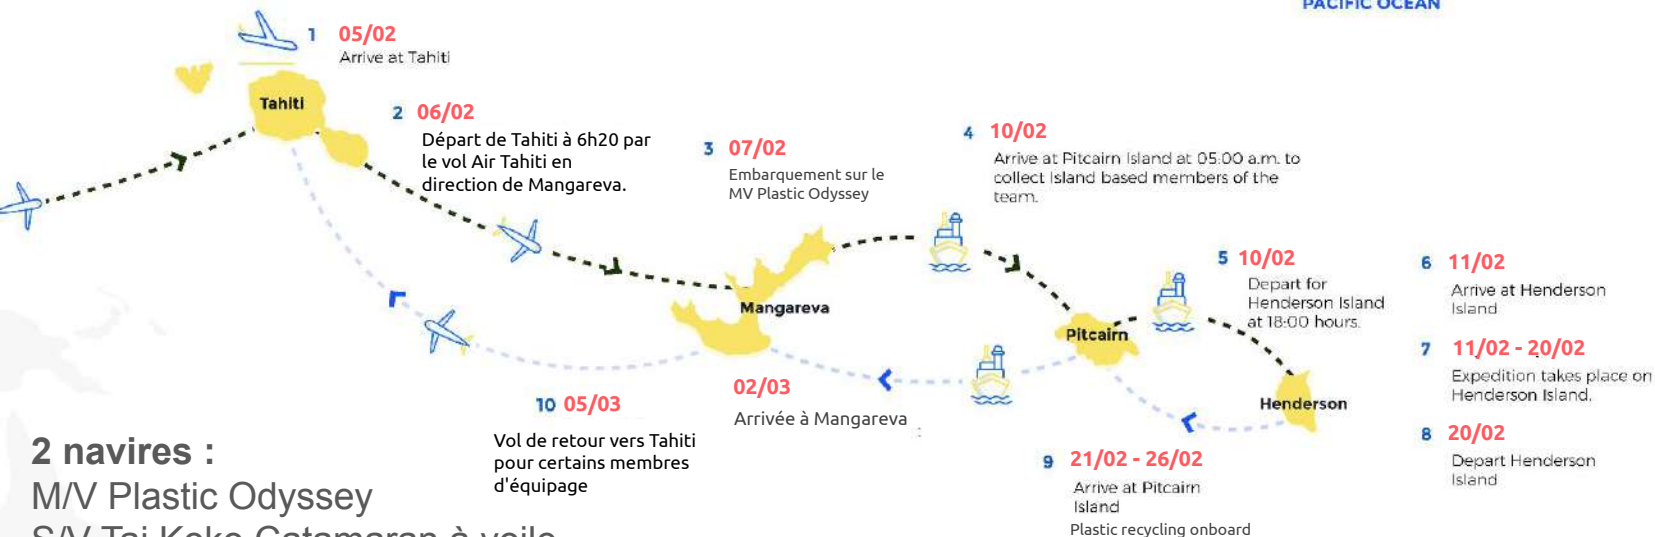 PACIFIC OCEAN
1 05/02
Arrive at Tahiti
Tahiti
2 06/02
Départ de Tahiti à 6h20 par
le vol Air Tahiti en
direction de Mangareva.
3 07/02
Embarquement sur le
MV Plastic Odyssey
4 10/02
Arrive at Pitcairn Island at 05:00 a.m. to
collect Island based members of the
team.
Mangareva
Pitcairn
5 10/02
Depart for
Henderson Island
at 18:00 hours.
Henderson
6 11/02
Arrive at Henderson
Island
7 11/02 - 20/02
Expedition takes place on
Henderson Island.
8 20/02
Depart Henderson
Island
9 21/02 - 26/02
Arrive at Pitcairn
Island
Plastic recycling onboard
02/03
Arrivée à Mangareva
:
10 05/03
Vol de retour vers Tahiti
pour certains membres
d'équipage
2 navires :
M/V Plastic Odyssey
S/V Tai Koko Catamaran à voile